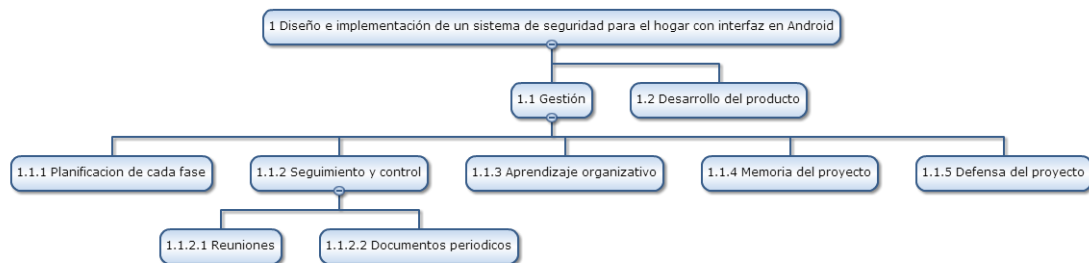 1 Diseño e implementación de un sistema de seguridad para el hogar con interfaz en Android
1.1 Gestión
1.2 Desarrollo del producto
1.1.1 Planificacion de cada fase
1.1.2 Seguimiento y control
1.1.3 Aprendizaje organizativo
1.1.4 Memoria del proyecto
1.1.5 Defensa del proyecto
1.1.2.1 Reuniones
1.1.2.2 Documentos periodicos